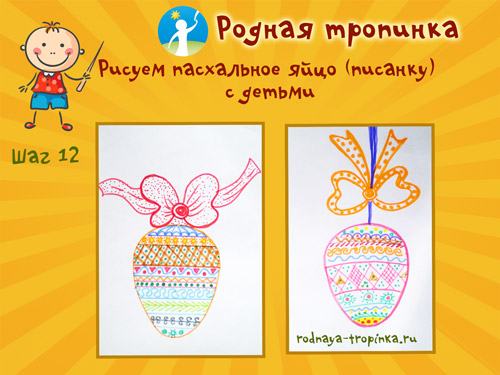 Родная тропинка
Рисуем пасхальное яйцо (писанку)
с детьми
Шаг 12
rodnaya-tropinka.ru